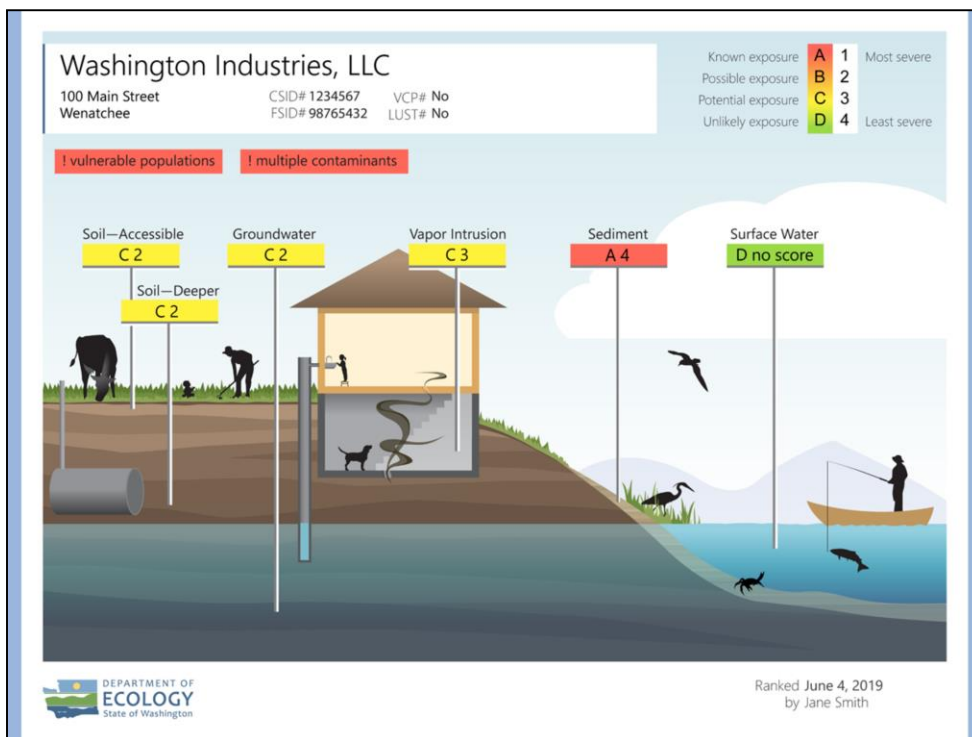 Washington Industries, LLC
100 Main Street
Wenatchee
CSID# 1234567
FSID# 98765432
VCP# No
LUST# No
Known exposure A 1 Most severe
Possible exposure B 2
Potential exposure C 3
Unlikely exposure D 4 Least severe
! vulnerable populations
! multiple contaminants
Soil—Accessible
C 2
Soil—Deeper
C 2
Groundwater
C 2
Vapor Intrusion
C 3
Sediment
A 4
Surface Water
D no score
DEPARTMENT OF
ECOLOGY
State of Washington
Ranked June 4, 2019
by Jane Smith